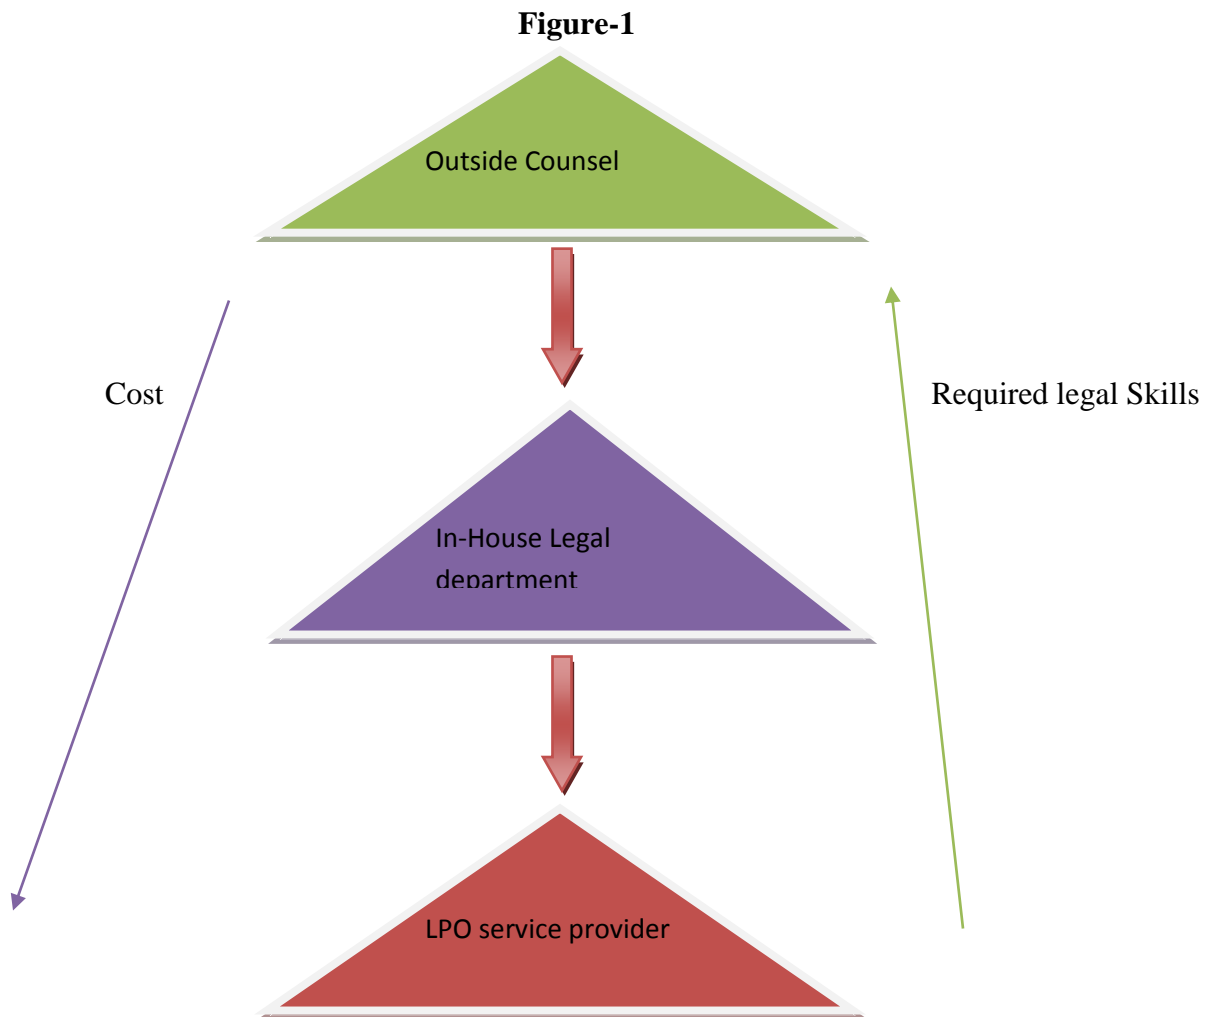 Figure-1
Outside Counsel
Cost
Required legal Skills
In-House Legal
department
LPO service provider